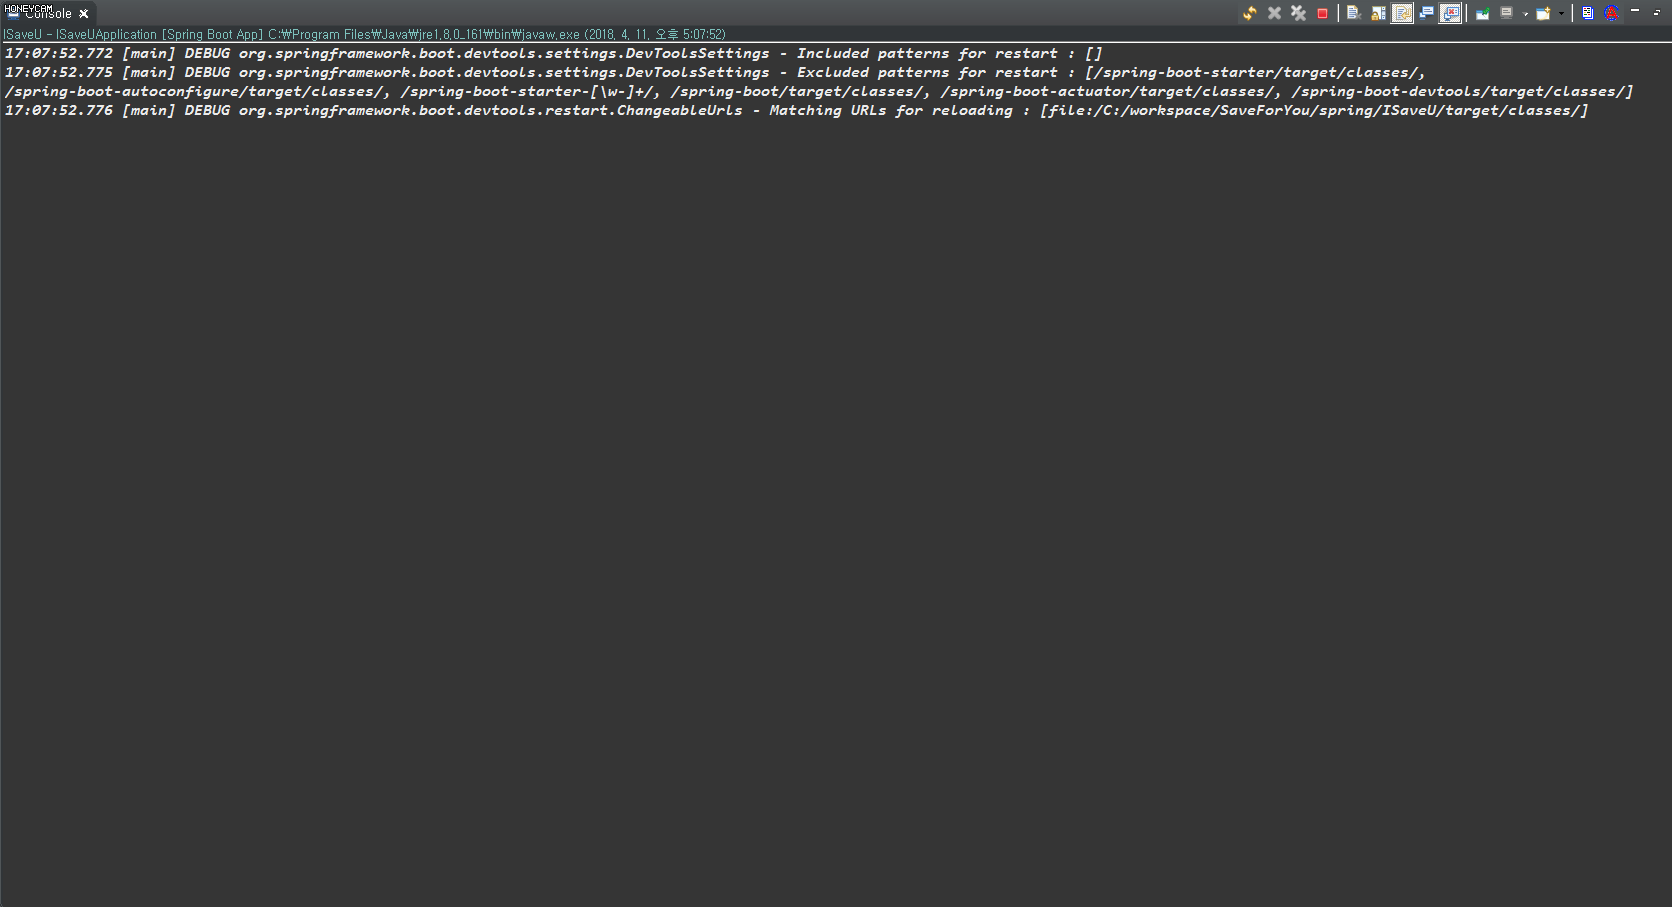 HONEYCAM
Console
ISaveU - ISaveUApplication [Spring Boot App] C:₩Program Files₩Java₩jre1.8.0_161₩bin₩javaw.exe (2018. 4. 11. 오후 5:07:52)
17:07:52.772 [main] DEBUG org.springframework.boot.devtools.settings.DevToolsSettings - Included patterns for restart : []
17:07:52.775 [main] DEBUG org.springframework.boot.devtools.settings.DevToolsSettings - Excluded patterns for restart : [/spring-boot-starter/target/classes/,
/spring-boot-autoconfigure/target/classes/, /spring-boot-starter-[\w-]+/, /spring-boot/target/classes/, /spring-boot-actuator/target/classes/, /spring-boot-devtools/target/classes/]
17:07:52.776 [main] DEBUG org.springframework.boot.devtools.restart.ChangeableUrls - Matching URLs for reloading : [file:/C:/workspace/SaveForYou/spring/ISaveU/target/classes/]